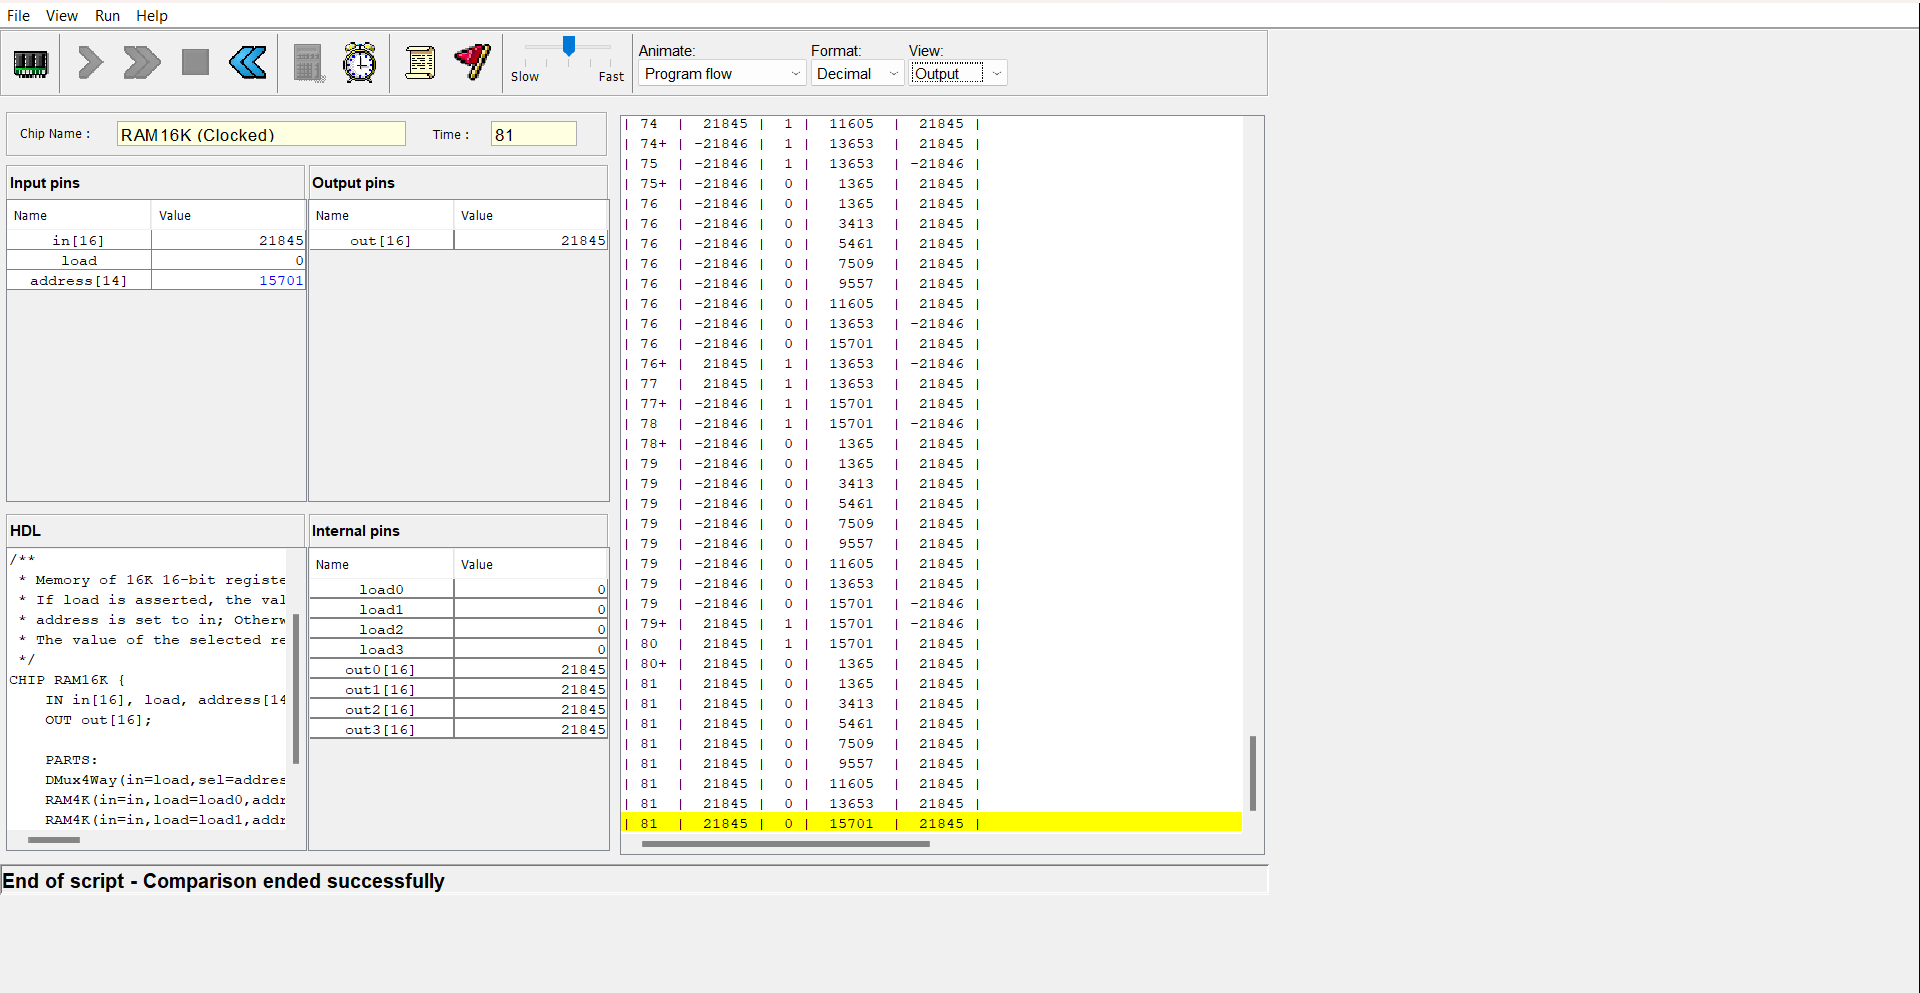 File View Run Help
Animate: Format: View:
Slow Fast Program flow Decimal Output
Chip Name : RAM16K (Clocked) Time : 81
Input pins
Name Value
in[16] 21845
load 0
address[14] 15701
Output pins
Name Value
out[16] 21845
HDL
/**
* Memory of 16K 16-bit registe
* If load is asserted, the val
* address is set to in; Otherw
* The value of the selected re
*/
CHIP RAM16K {
IN in[16], load, address[14
OUT out[16];
PARTS:
DMux4Way(in=load,sel=addres
RAM4K(in=in,load=load0,addr
RAM4K(in=in,load=load1,addr
Internal pins
Name Value
load0 0
load1 0
load2 0
load3 0
out0[16] 21845
out1[16] 21845
out2[16] 21845
out3[16] 21845
| 74 | 21845 | 1 | 11605 | 21845 |
| 74+ | -21846 | 1 | 13653 | 21845 |
| 75 | -21846 | 1 | 13653 | -21846 |
| 75+ | -21846 | 0 | 1365 | 21845 |
| 76 | -21846 | 0 | 1365 | 21845 |
| 76 | -21846 | 0 | 3413 | 21845 |
| 76 | -21846 | 0 | 5461 | 21845 |
| 76 | -21846 | 0 | 7509 | 21845 |
| 76 | -21846 | 0 | 9557 | 21845 |
| 76 | -21846 | 0 | 11605 | 21845 |
| 76 | -21846 | 0 | 13653 | -21846 |
| 76 | -21846 | 0 | 15701 | 21845 |
| 76+ | 21845 | 1 | 13653 | -21846 |
| 77 | 21845 | 1 | 13653 | 21845 |
| 77+ | -21846 | 1 | 15701 | 21845 |
| 78 | -21846 | 1 | 15701 | -21846 |
| 78+ | -21846 | 0 | 1365 | 21845 |
| 79 | -21846 | 0 | 1365 | 21845 |
| 79 | -21846 | 0 | 3413 | 21845 |
| 79 | -21846 | 0 | 5461 | 21845 |
| 79 | -21846 | 0 | 7509 | 21845 |
| 79 | -21846 | 0 | 9557 | 21845 |
| 79 | -21846 | 0 | 11605 | 21845 |
| 79 | -21846 | 0 | 13653 | 21845 |
| 79 | -21846 | 0 | 15701 | -21846 |
| 79+ | 21845 | 1 | 15701 | -21846 |
| 80 | 21845 | 1 | 15701 | 21845 |
| 80+ | 21845 | 0 | 1365 | 21845 |
| 81 | 21845 | 0 | 1365 | 21845 |
| 81 | 21845 | 0 | 3413 | 21845 |
| 81 | 21845 | 0 | 5461 | 21845 |
| 81 | 21845 | 0 | 7509 | 21845 |
| 81 | 21845 | 0 | 9557 | 21845 |
| 81 | 21845 | 0 | 11605 | 21845 |
| 81 | 21845 | 0 | 13653 | 21845 |
| 81 | 21845 | 0 | 15701 | 21845 |
End of script - Comparison ended successfully